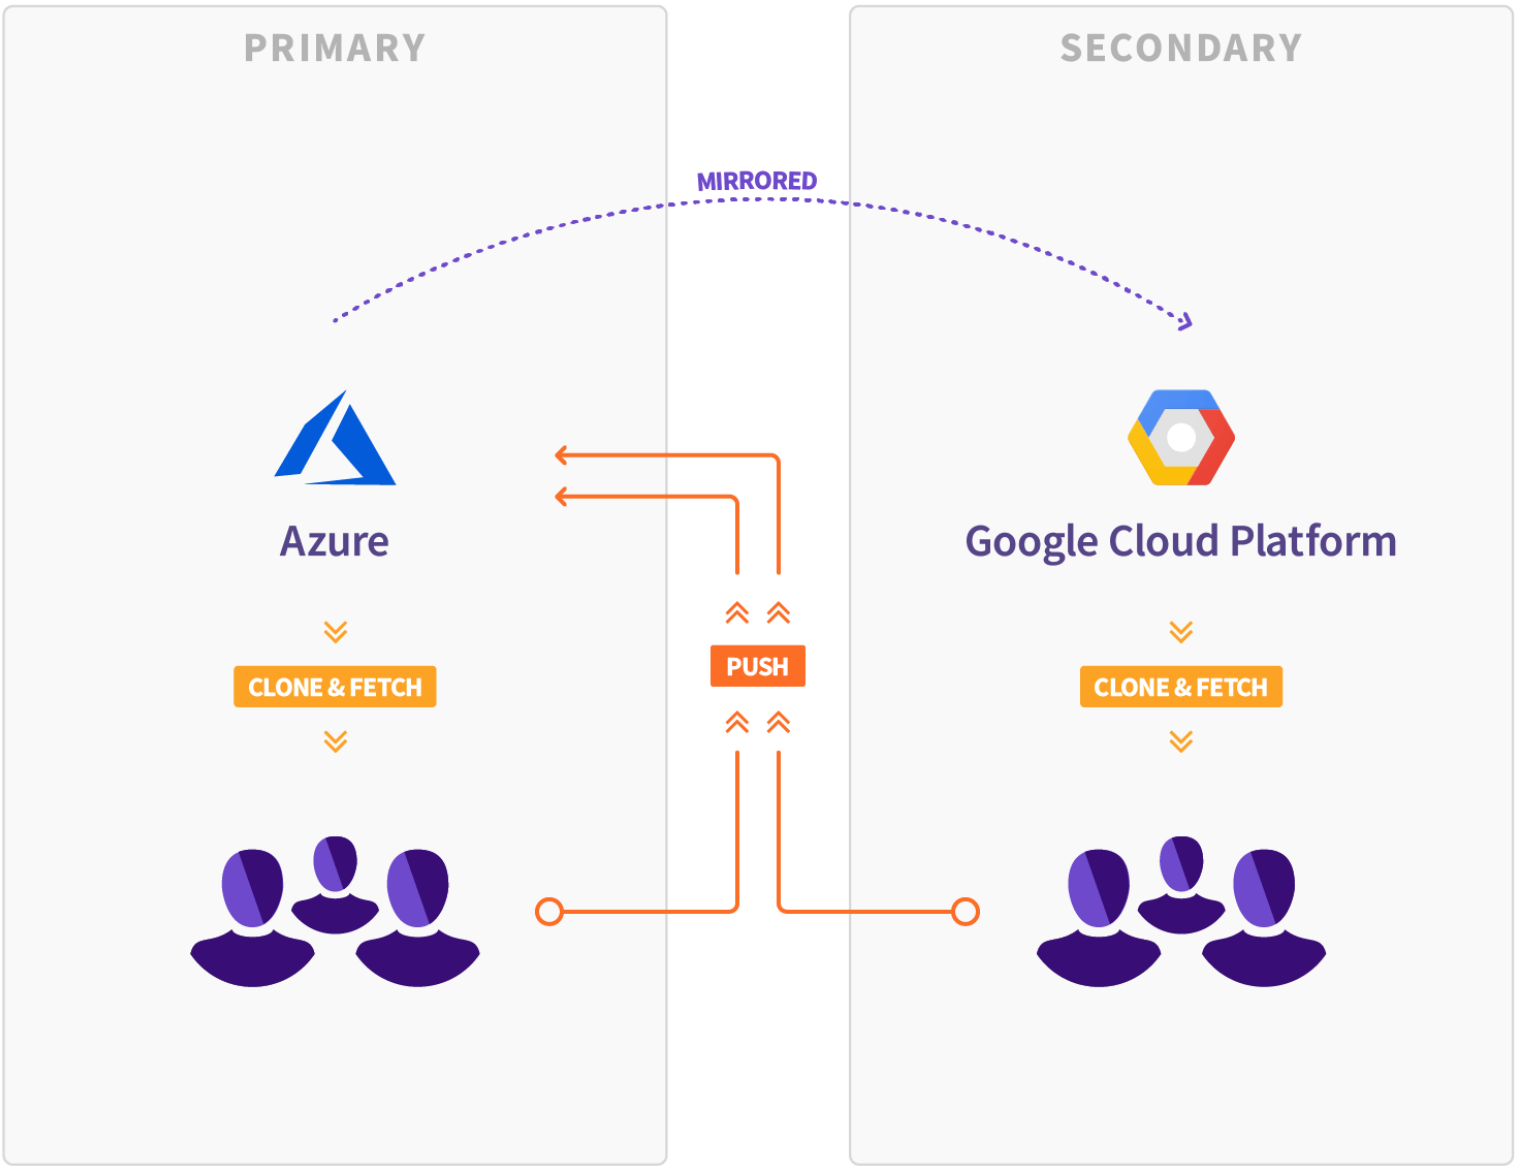 PRIMARY
SECONDARY
MIRRORED
Azure
Google Cloud Platform
PUSH
CLONE & FETCH
CLONE & FETCH